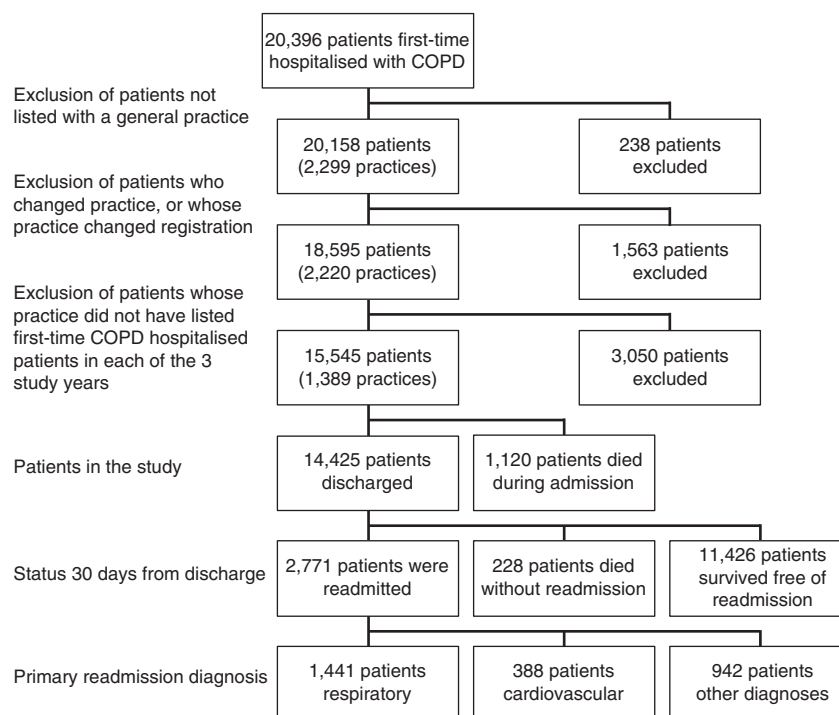 20,396 patients first-time
hospitalised with COPD
Exclusion of patients not
listed with a general practice
20,158 patients
(2,299 practices)
238 patients
excluded
Exclusion of patients who
changed practice, or whose
practice changed registration
18,595 patients
(2,220 practices)
1,563 patients
excluded
Exclusion of patients whose
practice did not have listed
first-time COPD hospitalised
patients in each of the 3
study years
15,545 patients
(1,389 practices)
3,050 patients
excluded
Patients in the study
14,425 patients
discharged
1,120 patients died
during admission
Status 30 days from discharge
2,771 patients were
readmitted
228 patients died
without readmission
11,426 patients
survived free of
readmission
Primary readmission diagnosis
1,441 patients
respiratory
388 patients
cardiovascular
942 patients
other diagnoses